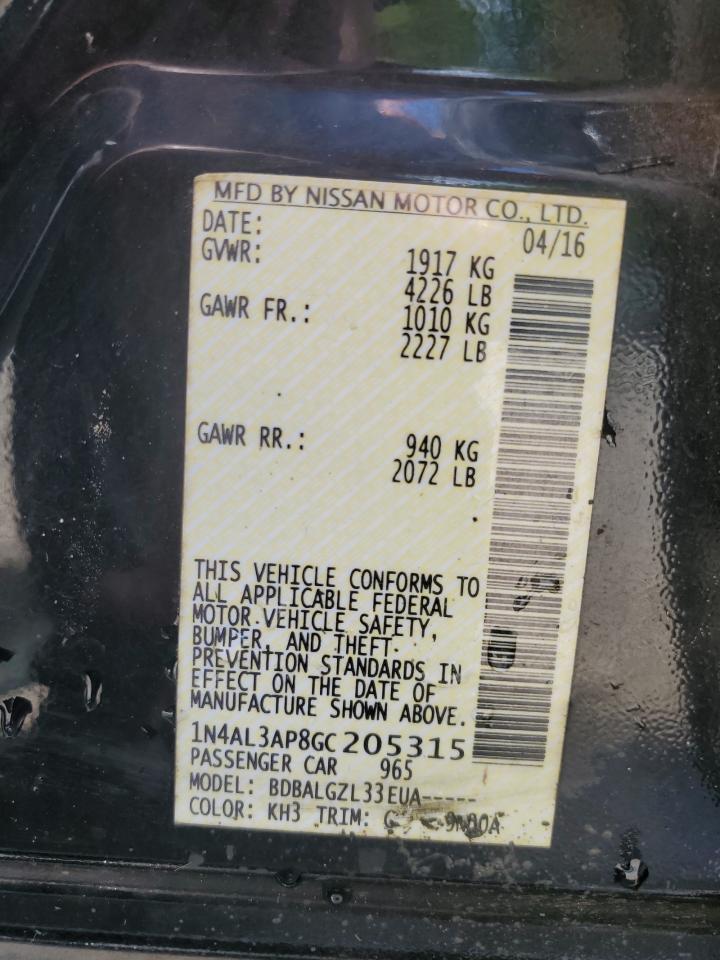 MFD BY NISSAN MOTOR CO., LTD.
DATE: 04/16
GVWR: 1917 KG
4226 LB
GAWR FR.: 1010 KG
2227 LB
GAWR RR.: 940 KG
2072 LB
THIS VEHICLE CONFORMS TO
ALL APPLICABLE FEDERAL
MOTOR VEHICLE SAFETY,
BUMPER, AND THEFT
PREVENTION STANDARDS IN
EFFECT ON THE DATE OF
MANUFACTURE SHOWN ABOVE.
1N4AL3AP8GC205315
PASSENGER CAR 965
MODEL: BDBALGZL33EUA-----
COLOR: KH3 TRIM: G